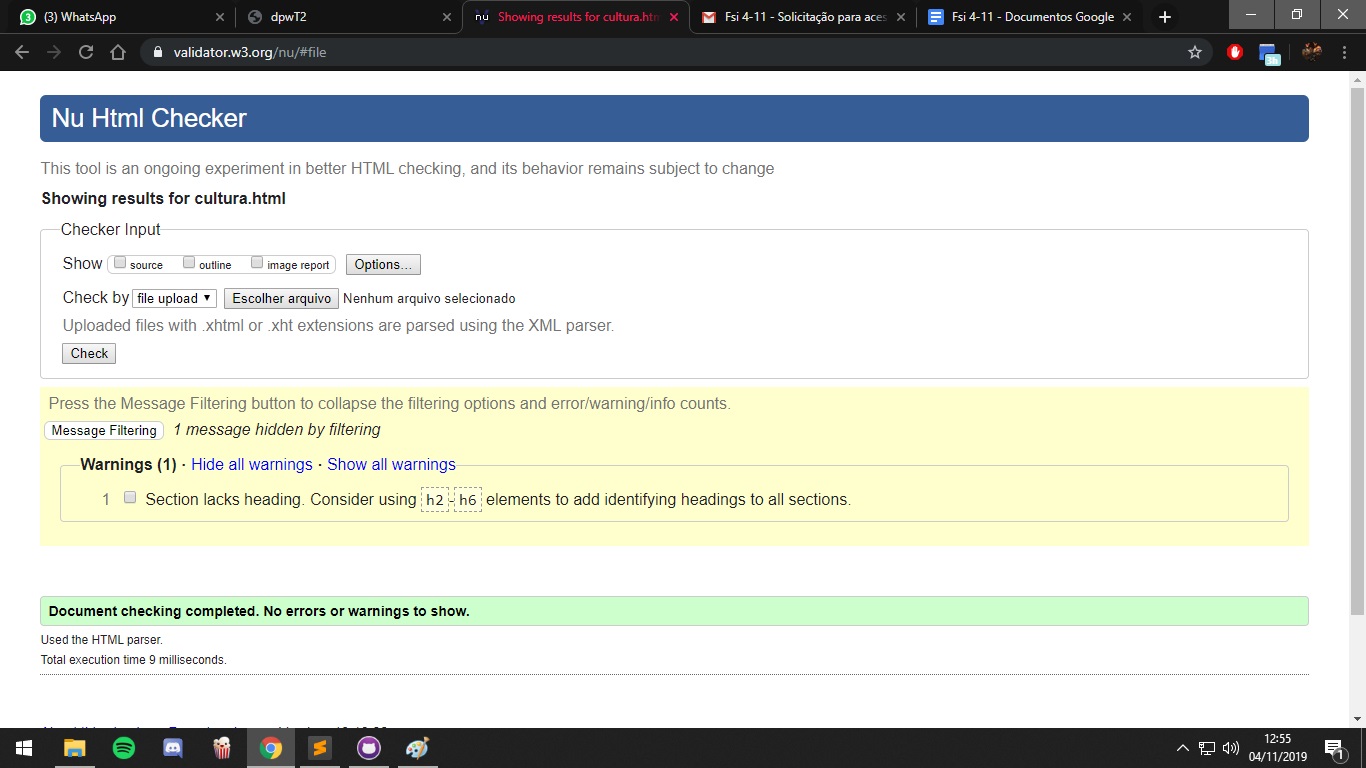 (3) WhatsApp
dpwT2
Showing results for cultura.htm
Fsi 4-11 - Solicitação para aces
Fsi 4-11 - Documentos Google
validator.w3.org/nu/#file
3h
Nu Html Checker
This tool is an ongoing experiment in better HTML checking, and its behavior remains subject to change
Showing results for cultura.html
Checker Input
Show source outline image report Options...
Check by file upload Escolher arquivo Nenhum arquivo selecionado
Uploaded files with .xhtml or .xht extensions are parsed using the XML parser.
Check
Press the Message Filtering button to collapse the filtering options and error/warning/info counts.
Message Filtering 1 message hidden by filtering
Warnings (1) · Hide all warnings · Show all warnings
1 Section lacks heading. Consider using h2-h6 elements to add identifying headings to all sections.
Document checking completed. No errors or warnings to show.
Used the HTML parser.
Total execution time 9 milliseconds.
12:55
04/11/2019
1